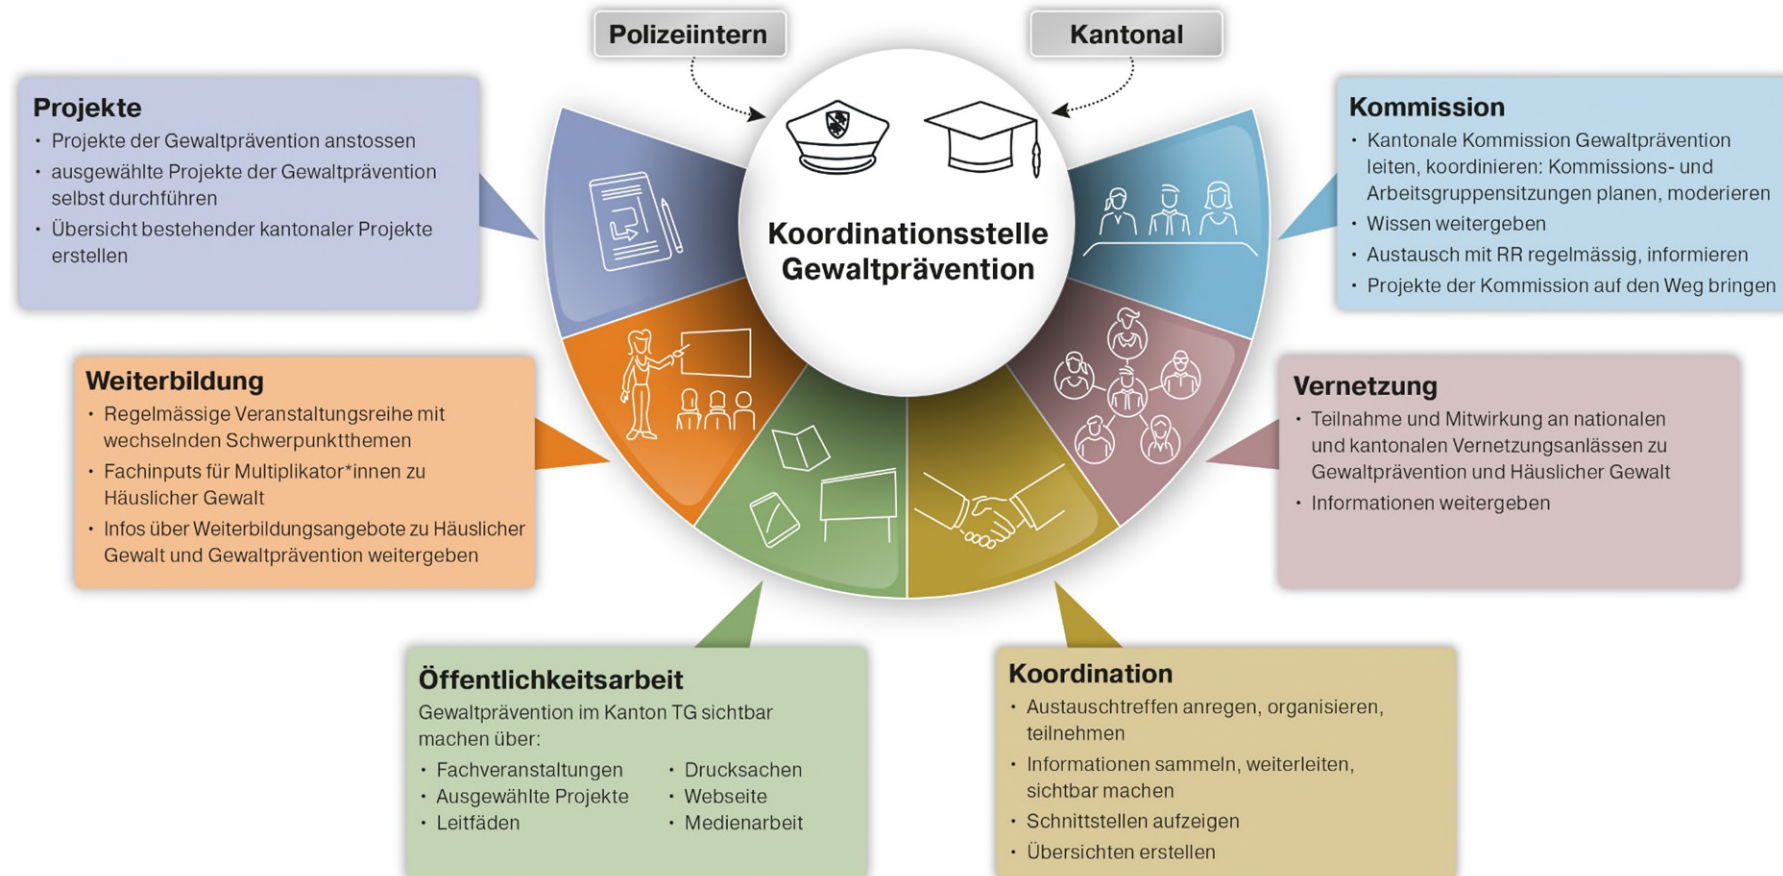 Polizeiintern
Kantonal
Koordinationsstelle
Gewaltprävention
Projekte
• Projekte der Gewaltprävention anstossen
• ausgewählte Projekte der Gewaltprävention
selbst durchführen
• Übersicht bestehender kantonaler Projekte
erstellen
Weiterbildung
• Regelmässige Veranstaltungsreihe mit
wechselnden Schwerpunktthemen
• Fachinputs für Multiplikator*innen zu
Häuslicher Gewalt
• Infos über Weiterbildungsangebote zu Häuslicher
Gewalt und Gewaltprävention weitergeben
Öffentlichkeitsarbeit
Gewaltprävention im Kanton TG sichtbar
machen über:
• Fachveranstaltungen
• Ausgewählte Projekte
• Leitfäden
• Drucksachen
• Webseite
• Medienarbeit
Koordination
• Austauschtreffen anregen, organisieren,
teilnehmen
• Informationen sammeln, weiterleiten,
sichtbar machen
• Schnittstellen aufzeigen
• Übersichten erstellen
Vernetzung
• Teilnahme und Mitwirkung an nationalen
und kantonalen Vernetzungsanlässen zu
Gewaltprävention und Häuslicher Gewalt
• Informationen weitergeben
Kommission
• Kantonale Kommission Gewaltprävention
leiten, koordinieren: Kommissions- und
Arbeitsgruppensitzungen planen, moderieren
• Wissen weitergeben
• Austausch mit RR regelmässig, informieren
• Projekte der Kommission auf den Weg bringen